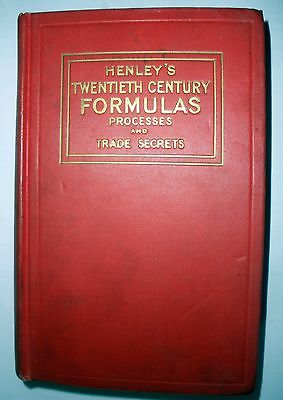 HENLEY'S
TWENTIETH CENTURY
FORMULAS
PROCESSES
AND
TRADE SECRETS